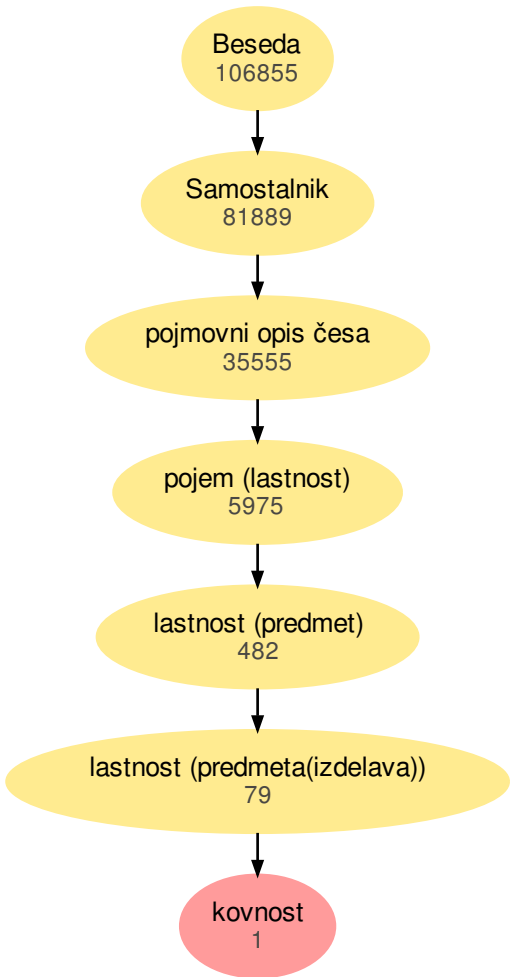 Beseda
106855
Samostalnik
81889
pojmovni opis česa
35555
pojem (lastnost)
5975
lastnost (predmet)
482
lastnost (predmeta(izdelava))
79
kovnost
1